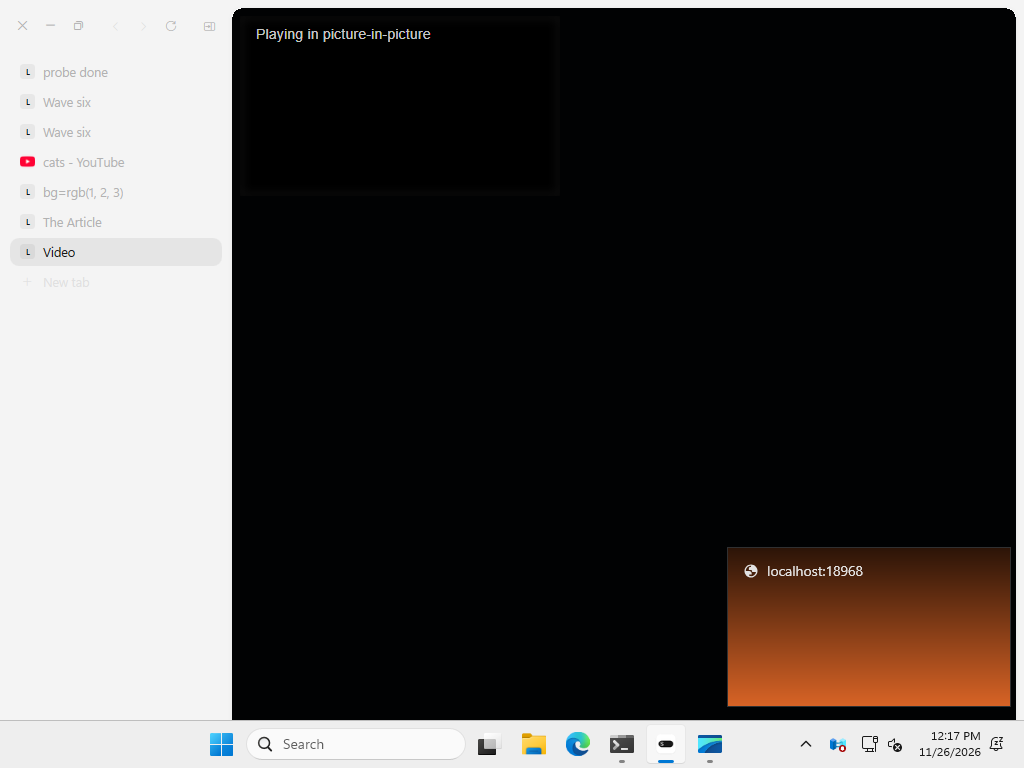 Playing in picture-in-picture
L probe done
L Wave six
L Wave six
cats - YouTube
L bg=rgb(1, 2, 3)
L The Article
L Video
+ New tab
localhost:18968
Search
12:17 PM
11/26/2026